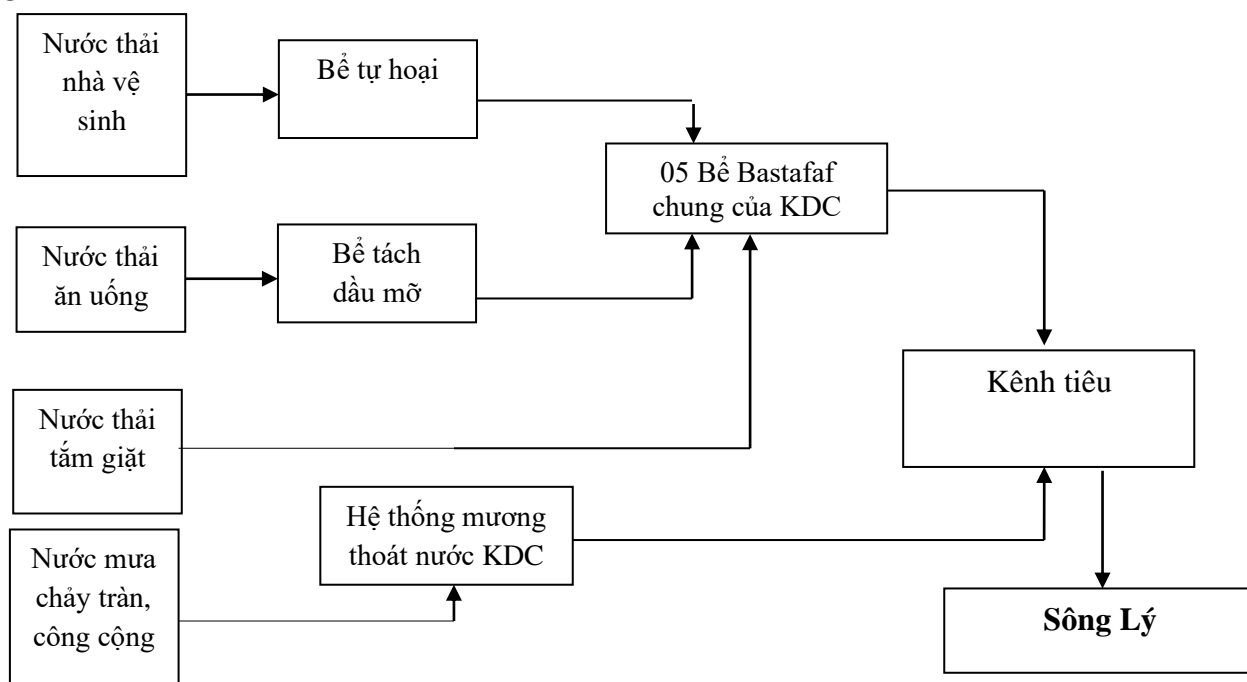 Nước thải
nhà vệ
sinh
Bể tự hoại
05 Bể Bastafaf
chung của KDC
Nước thải
ăn uống
Bể tách
dầu mỡ
Kênh tiêu
Nước thải
tắm giặt
Hệ thống mương
thoát nước KDC
Nước mưa
chảy tràn,
công cộng
Sông Lý